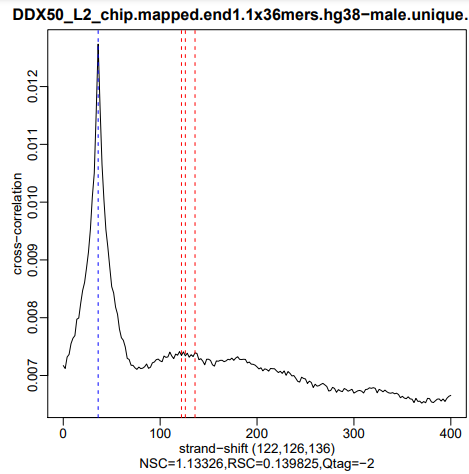 DDX50_L2_chip.mapped.end1.1x36mers.hg38−male.unique.
cross−correlation
0.012
0.011
0.010
0.009
0.008
0.007
0 100 200 300 400
strand−shift (122,126,136)
NSC=1.13326,RSC=0.139825,Qtag=−2